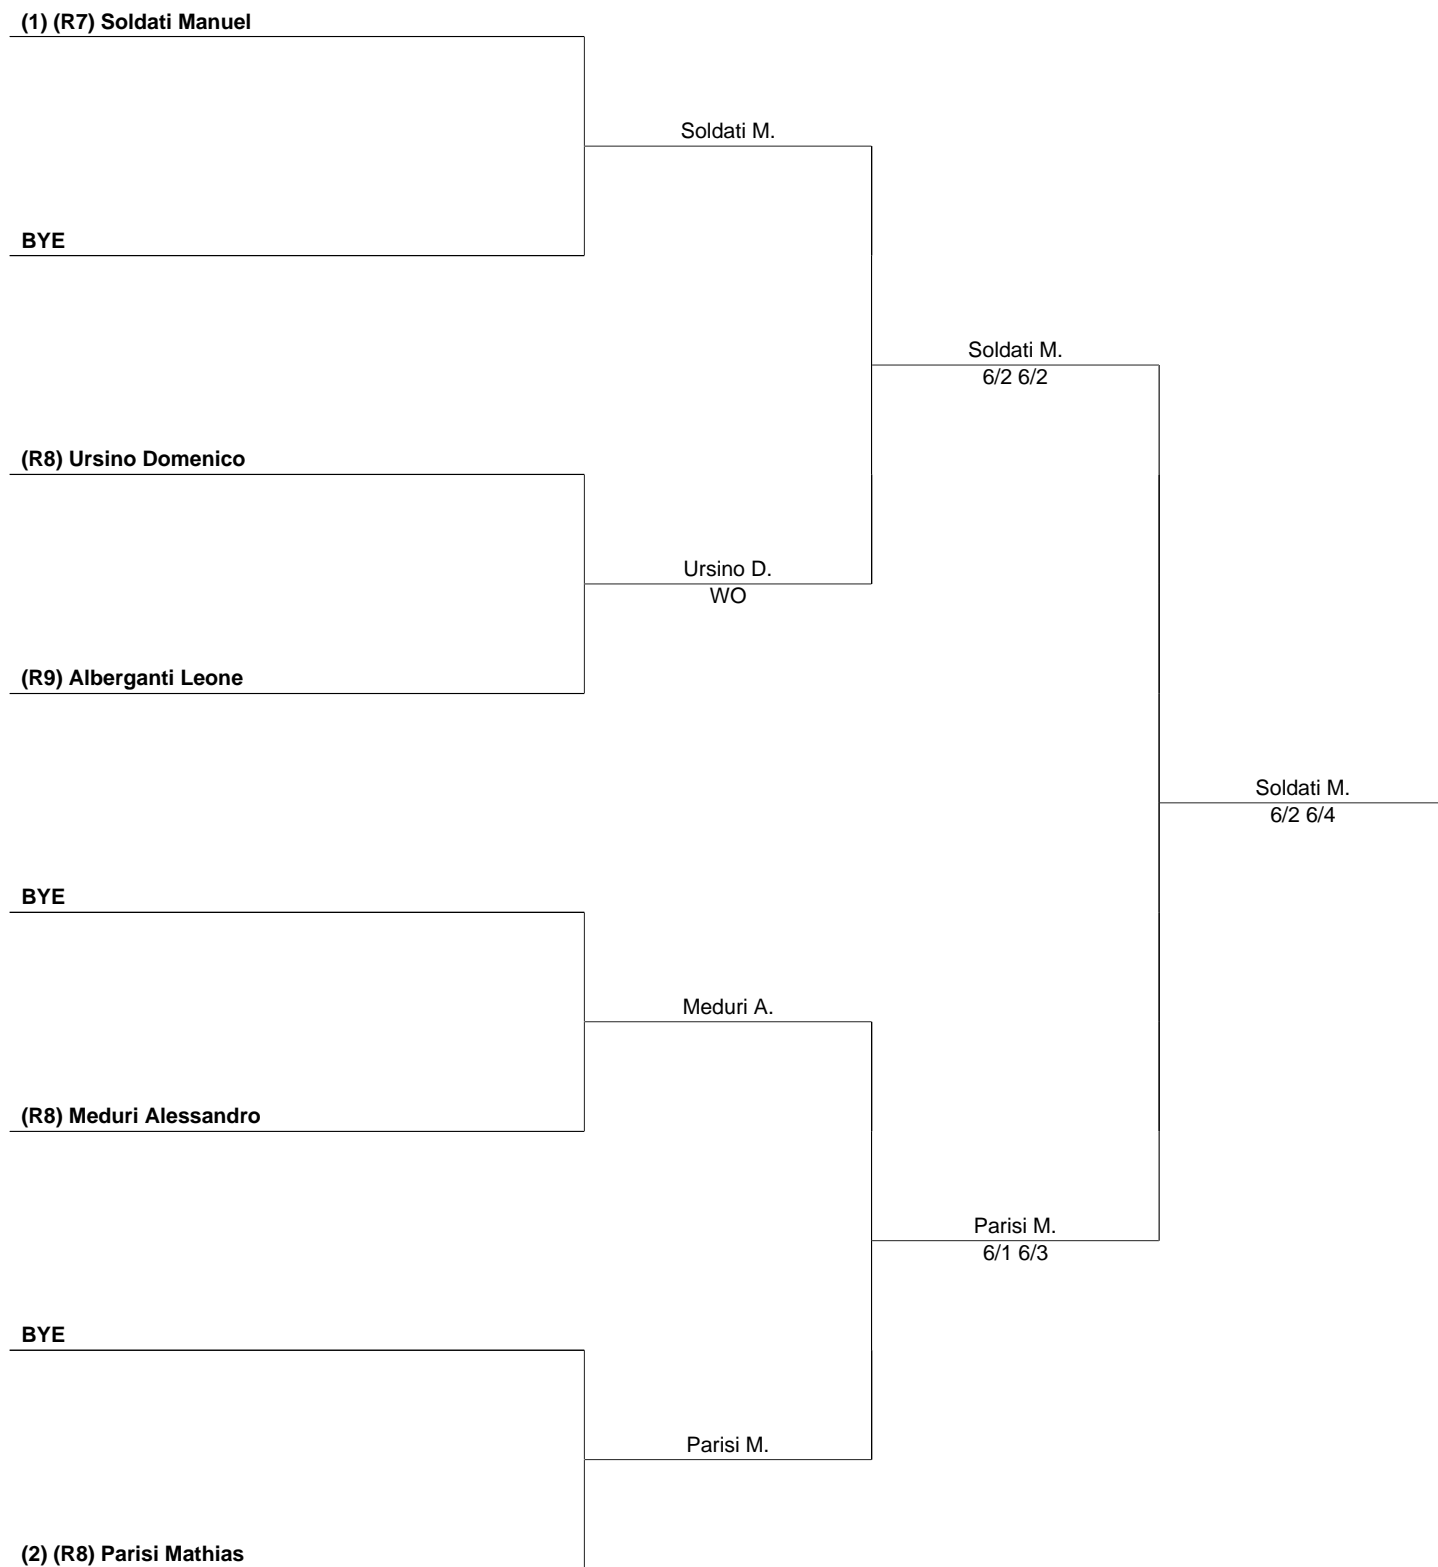 (1) (R7) Soldati Manuel
Soldati M.
BYE
Soldati M.
6/2 6/2
(R8) Ursino Domenico
Ursino D.
WO
(R9) Alberganti Leone
Soldati M.
6/2 6/4
BYE
Meduri A.
(R8) Meduri Alessandro
Parisi M.
6/1 6/3
BYE
Parisi M.
(2) (R8) Parisi Mathias